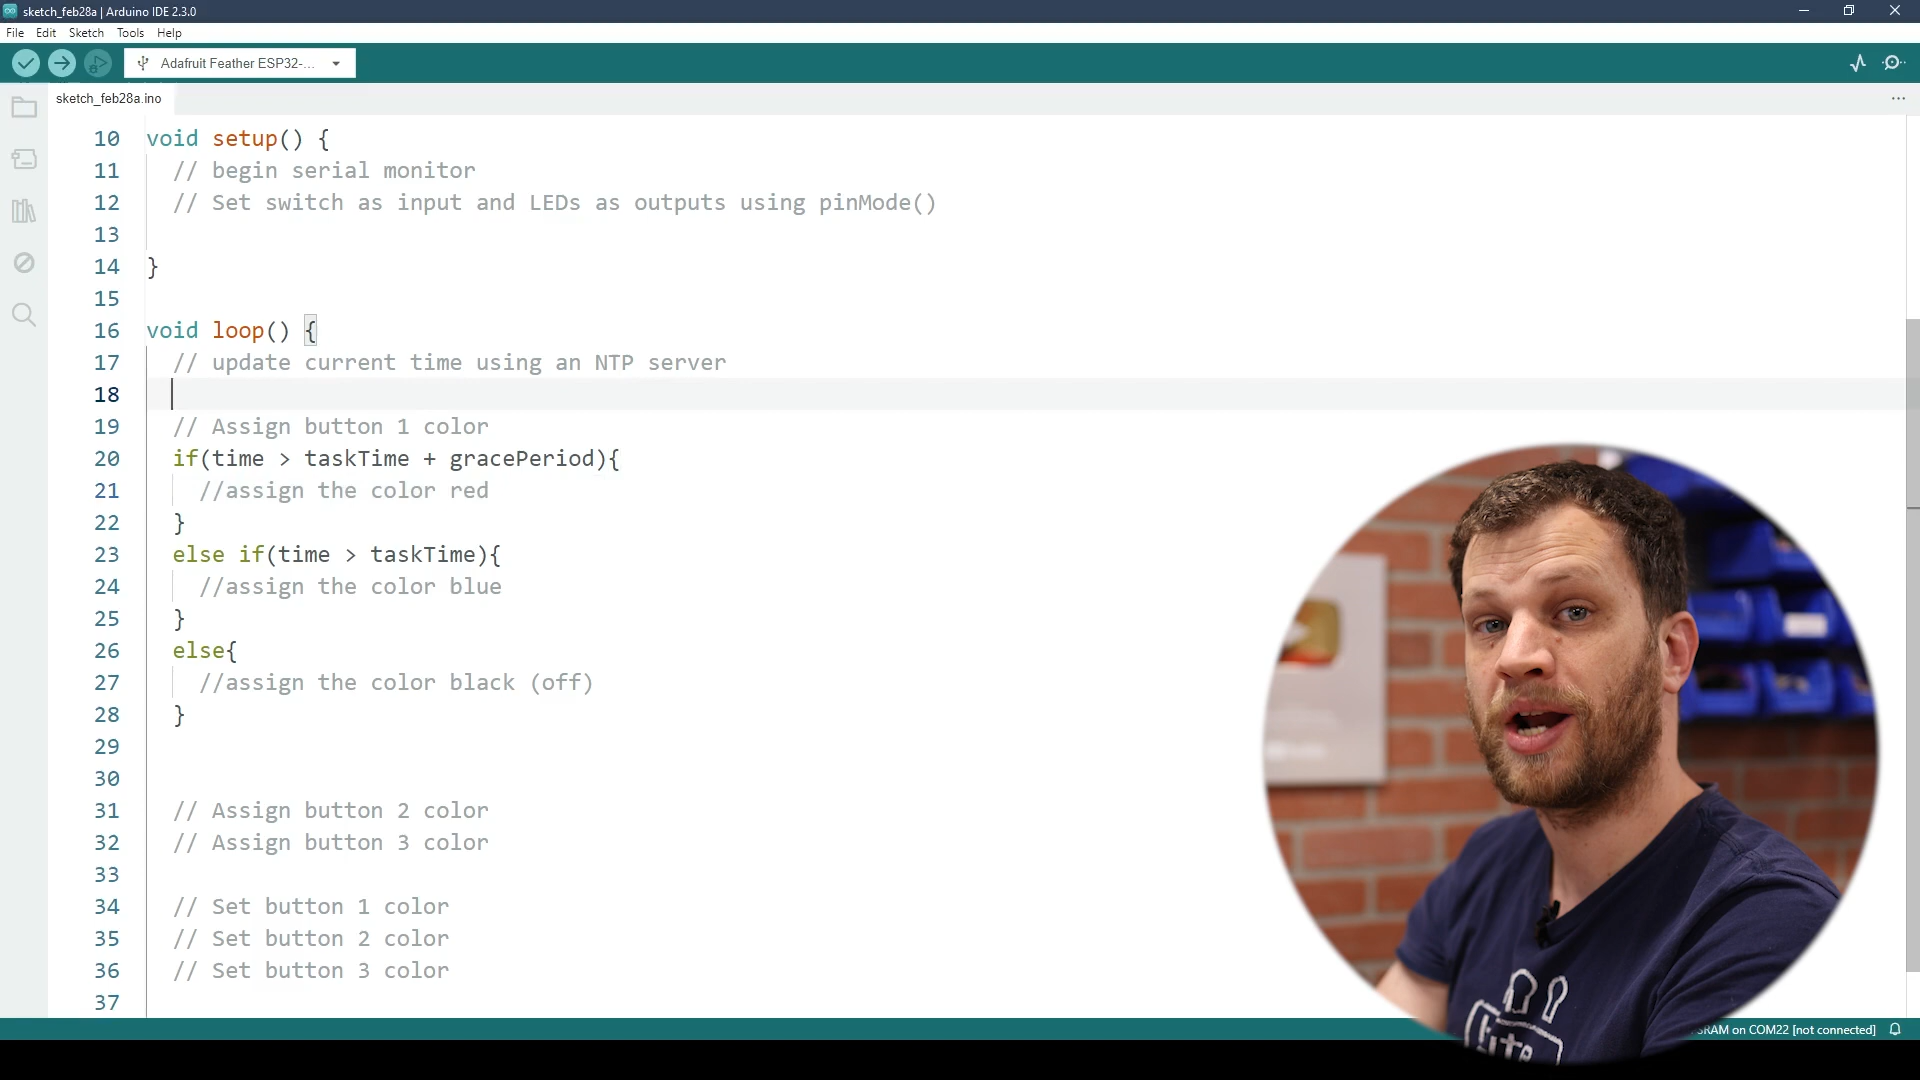 sketch_feb28a | Arduino IDE 2.3.0
File Edit Sketch Tools Help
Adafruit Feather ESP32-...
sketch_feb28a.ino
10 void setup() {
11 // begin serial monitor
12 // Set switch as input and LEDs as outputs using pinMode()
13
14 }
15
16 void loop() {
17 // update current time using an NTP server
18
19 // Assign button 1 color
20 if(time > taskTime + gracePeriod){
21 //assign the color red
22 }
23 else if(time > taskTime){
24 //assign the color blue
25 }
26 else{
27 //assign the color black (off)
28 }
29
30
31 // Assign button 2 color
32 // Assign button 3 color
33
34 // Set button 1 color
35 // Set button 2 color
36 // Set button 3 color
37
on COM22 [not connected]